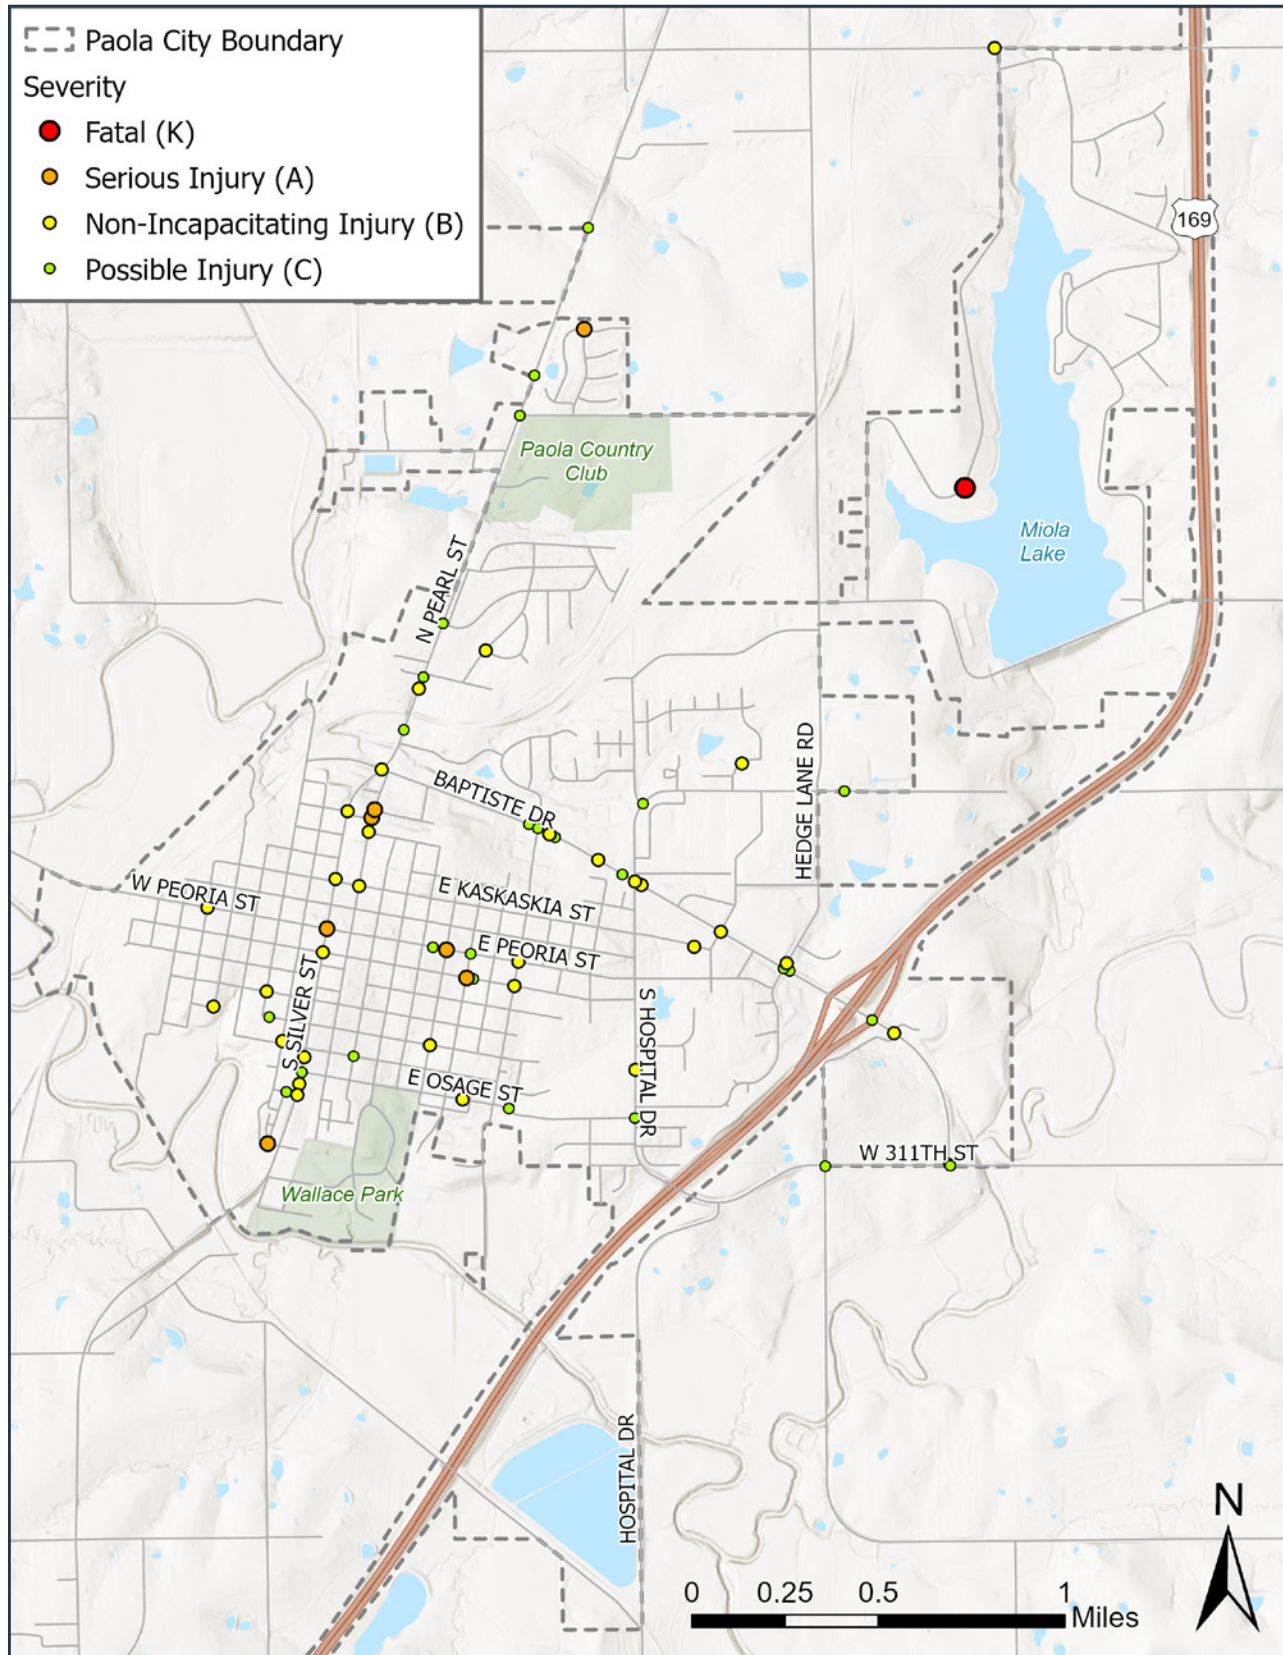 Paola City Boundary
Severity
Fatal (K)
Serious Injury (A)
Non-Incapacitating Injury (B)
Possible Injury (C)
169
Paola Country
Club
Miola
Lake
N PEARL ST
BAPTISTE DR
HEDGE LANE RD
W PEORIA ST
E KASKASKIA ST
E PEORIA ST
S SILVER ST
S HOSPITAL DR
E OSAGE ST
W 311TH ST
Wallace Park
HOSPITAL DR
N
0 0.25 0.5 1
Miles